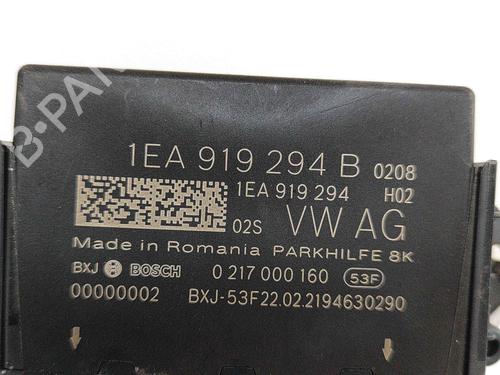 B-PARTS
1EA 919 294 B 0208
1EA 919 294 H02
02S VW AG
Made in Romania PARKHILFE 8K
BXJ BOSCH 0 217 000 160 53F
00000002 BXJ-53F22.02.2194630290